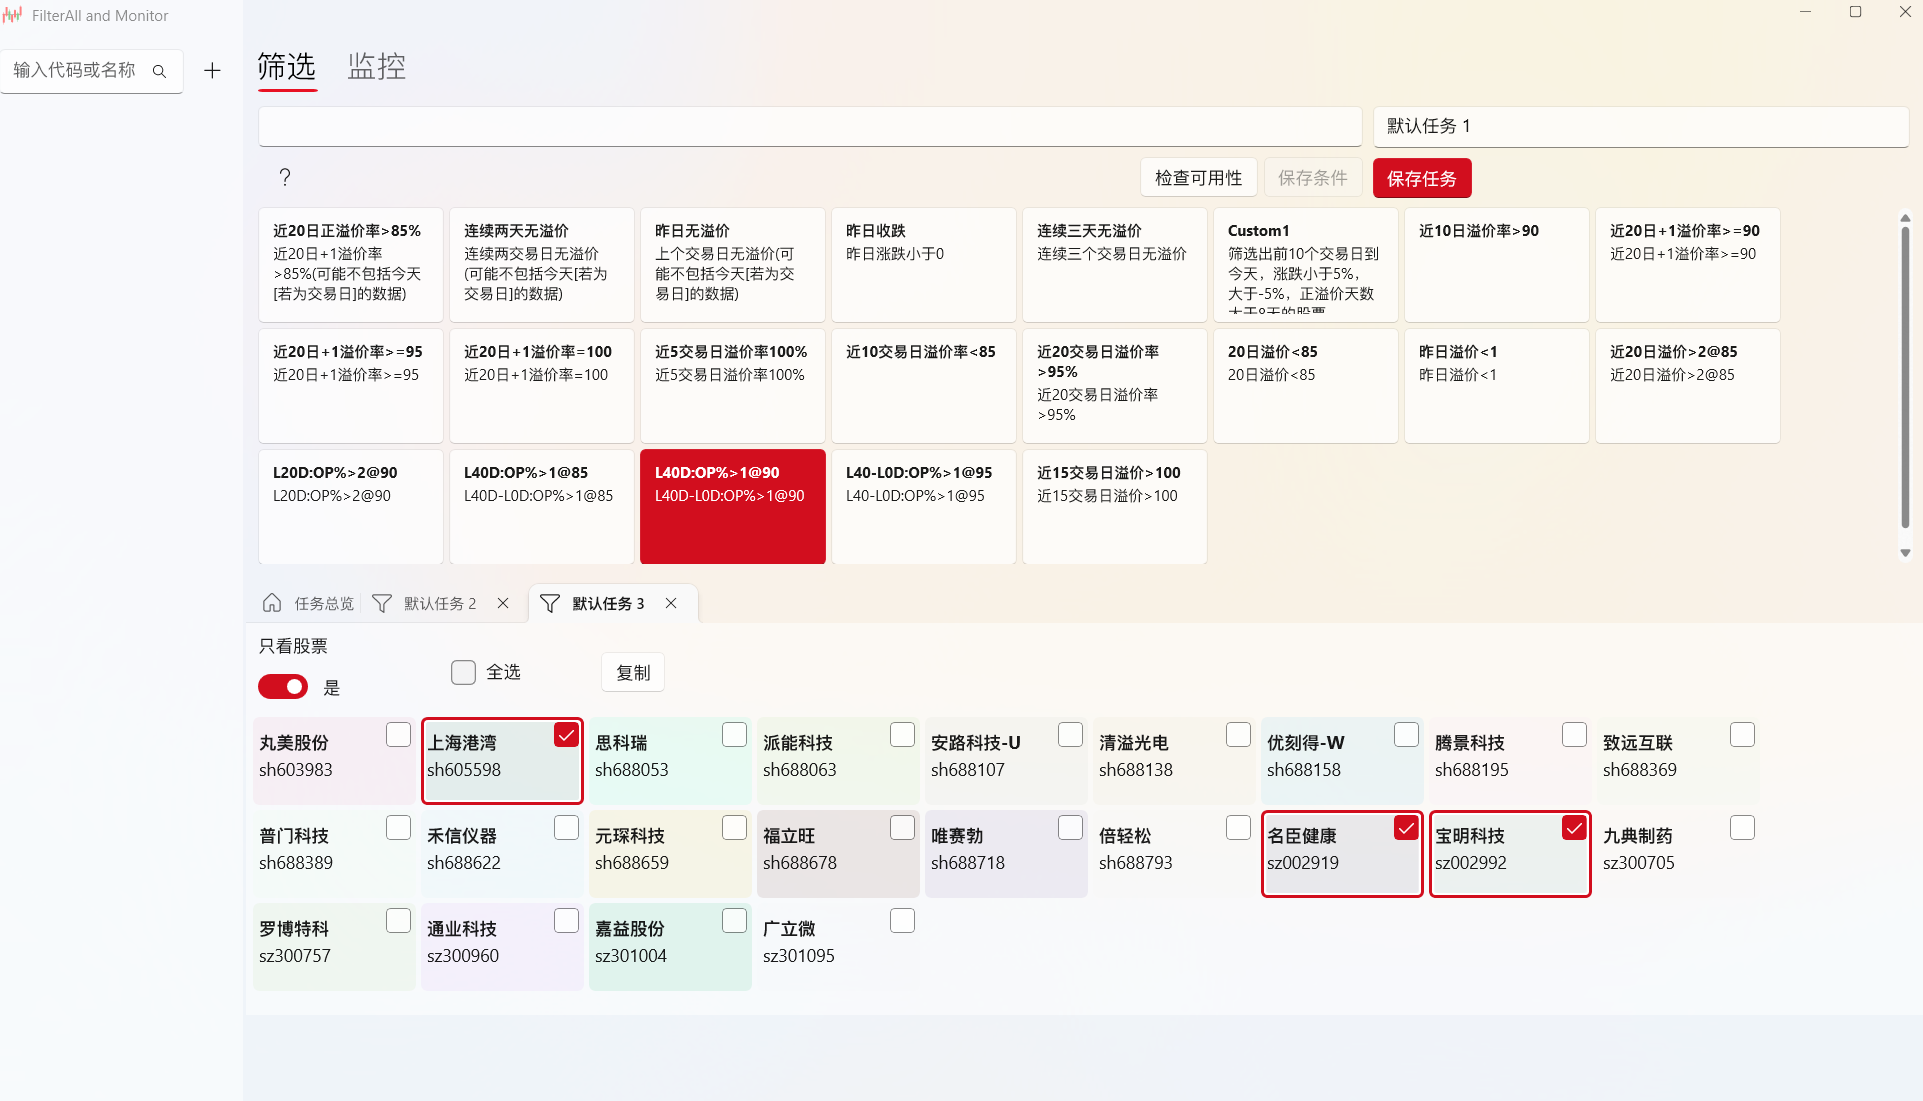 FilterAll and Monitor
输入代码或名称
筛选 监控
默认任务 1
?
检查可用性 保存条件 保存任务
近20日正溢价率>85%
近20日+1溢价率
>85%(可能不包括今天
[若为交易日]的数据)
连续两天无溢价
连续两交易日无溢价
(可能不包括今天[若为
交易日]的数据)
昨日无溢价
上个交易日无溢价(可
能不包括今天[若为交
易日]的数据)
昨日收跌
昨日涨跌小于0
连续三天无溢价
连续三个交易日无溢价
Custom1
筛选出前10个交易日到
今天，涨跌小于5%，
大于-5%，正溢价天数
大于8天的股票
近10日溢价率>90
近20日+1溢价率>=90
近20日+1溢价率>=90
近20日+1溢价率>=95
近20日+1溢价率>=95
近20日+1溢价率=100
近20日+1溢价率=100
近5交易日溢价率100%
近5交易日溢价率100%
近10交易日溢价率<85
近20交易日溢价率
>95%
近20交易日溢价率
>95%
20日溢价<85
20日溢价<85
昨日溢价<1
昨日溢价<1
近20日溢价>2@85
近20日溢价>2@85
L20D:OP%>2@90
L20D:OP%>2@90
L40D:OP%>1@85
L40D-L0D:OP%>1@85
L40D:OP%>1@90
L40D-L0D:OP%>1@90
L40-L0D:OP%>1@95
L40-L0D:OP%>1@95
近15交易日溢价>100
近15交易日溢价>100
任务总览 默认任务 2 默认任务 3
只看股票
是
全选
复制
丸美股份
sh603983
上海港湾
sh605598
思科瑞
sh688053
派能科技
sh688063
安路科技-U
sh688107
清溢光电
sh688138
优刻得-W
sh688158
腾景科技
sh688195
致远互联
sh688369
普门科技
sh688389
禾信仪器
sh688622
元琛科技
sh688659
福立旺
sh688678
唯赛勃
sh688718
倍轻松
sh688793
名臣健康
sz002919
宝明科技
sz002992
九典制药
sz300705
罗博特科
sz300757
通业科技
sz300960
嘉益股份
sz301004
广立微
sz301095